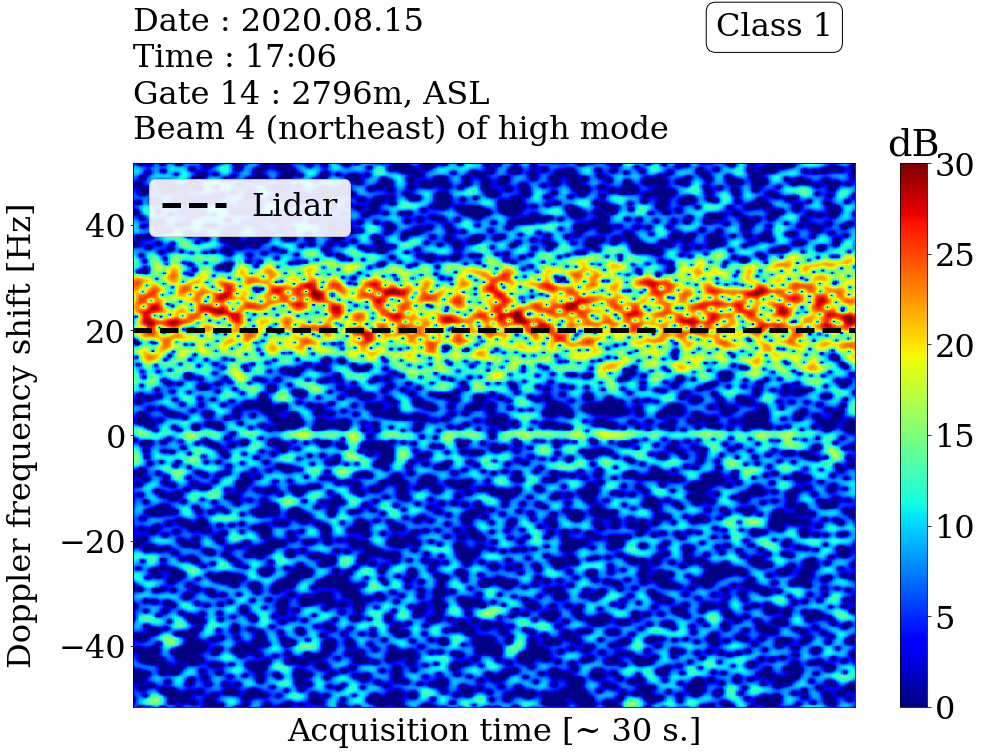 Date : 2020.08.15
Time : 17:06
Gate 14 : 2796m, ASL
Beam 4 (northeast) of high mode
Class 1
dB
Lidar
Doppler frequency shift [Hz]
40
20
0
−20
−40
30
25
20
15
10
5
0
Acquisition time [~ 30 s.]